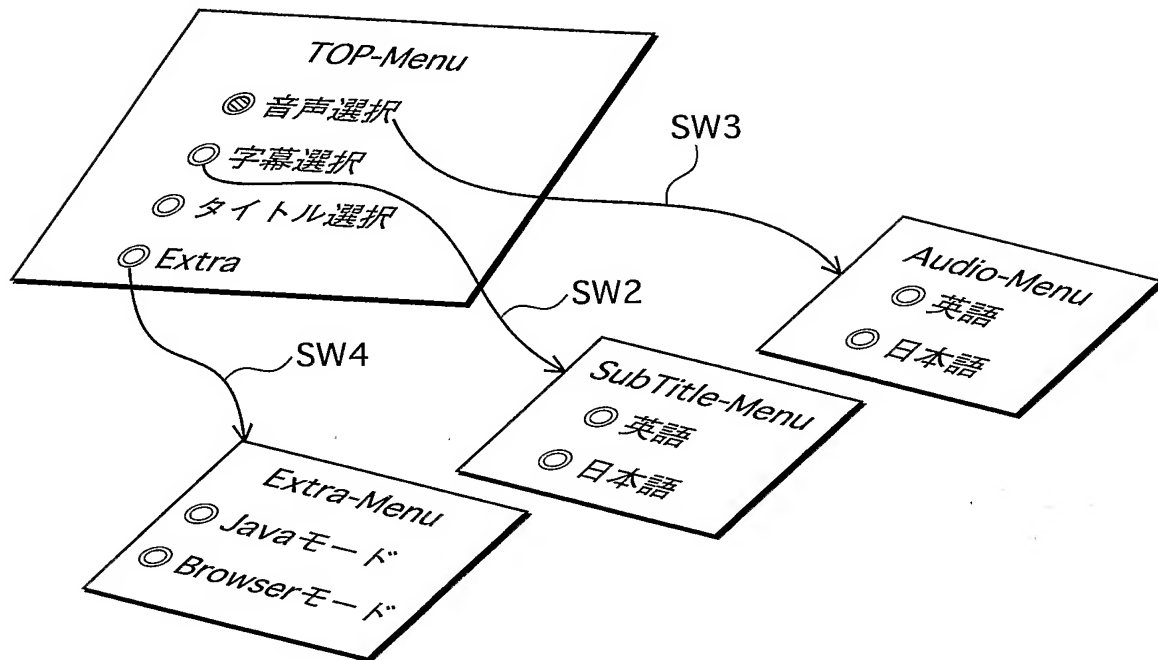 TOP-Menu
音声選択
字幕選択
タイトル選択
Extra
SW3
SW2
SW4
Audio-Menu
英語
日本語
SubTitle-Menu
英語
日本語
Extra-Menu
Javaモード
Browserモード